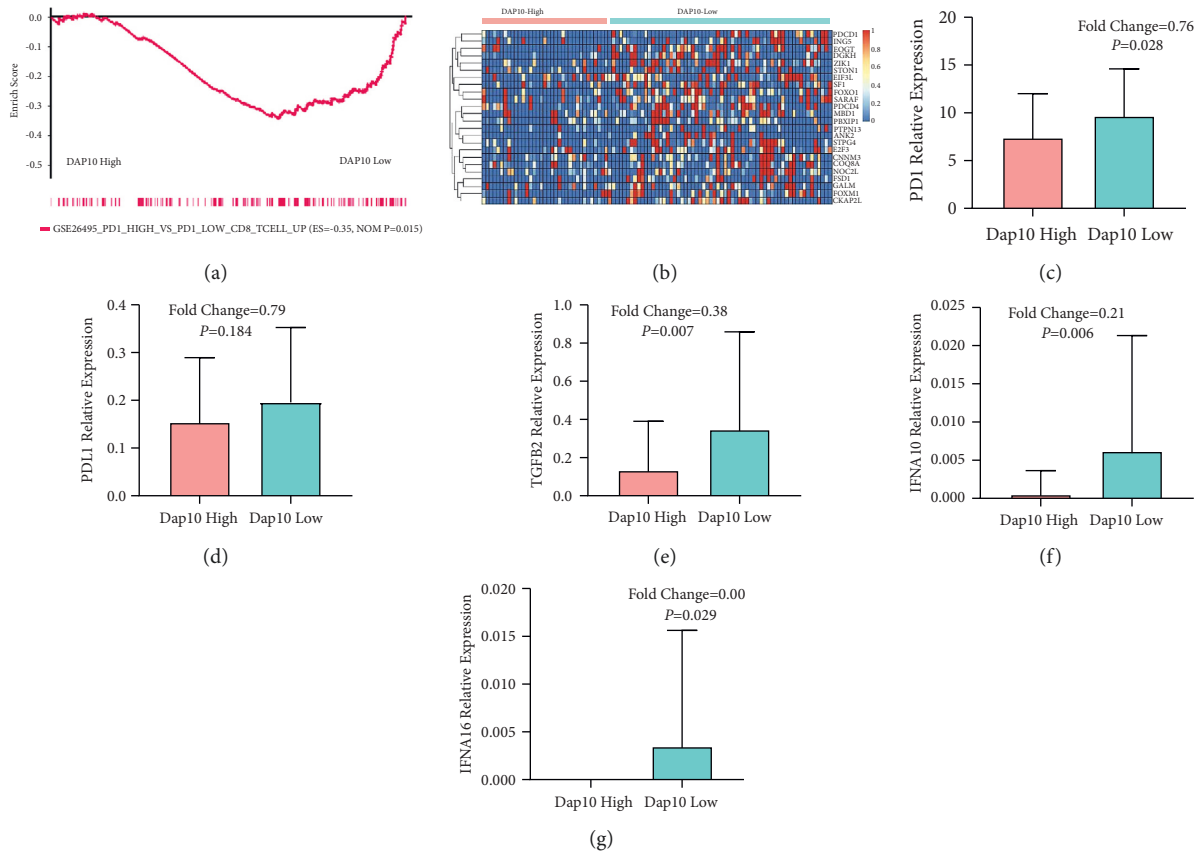 0.0
-0.1
-0.2
-0.3
-0.4
-0.5
Enrich Score
DAP10 High
DAP10 Low
GSE26495_PD1_HIGH_VS_PD1_LOW_CD8_TCELL_UP (ES=-0.35, NOM P=0.015)
(a)
DAP10-High
DAP10-Low
PDCD1
ING5
EOGT
DGKH
ZIK1
STON1
EIF3L
SF1
FOXO1
SARAF
PDCD4
MBD1
PBXIP1
PTPN13
ANK2
STPG4
E2F3
CNNM3
COQ8A
NOC2L
FSD1
GALM
FOXM1
CKAP2L
1
0.8
0.6
0.4
0.2
0
(b)
PD1 Relative Expression
20
15
10
5
0
Fold Change=0.76
P=0.028
Dap10 High
Dap10 Low
(c)
PDL1 Relative Expression
0.4
0.3
0.2
0.1
0.0
Fold Change=0.79
P=0.184
Dap10 High
Dap10 Low
(d)
TGFB2 Relative Expression
1.0
0.8
0.6
0.4
0.2
0.0
Fold Change=0.38
P=0.007
Dap10 High
Dap10 Low
(e)
IFNA10 Relative Expression
0.025
0.020
0.015
0.010
0.005
0.000
Fold Change=0.21
P=0.006
Dap10 High
Dap10 Low
(f)
IFNA16 Relative Expression
0.020
0.015
0.010
0.005
0.000
Fold Change=0.00
P=0.029
Dap10 High
Dap10 Low
(g)